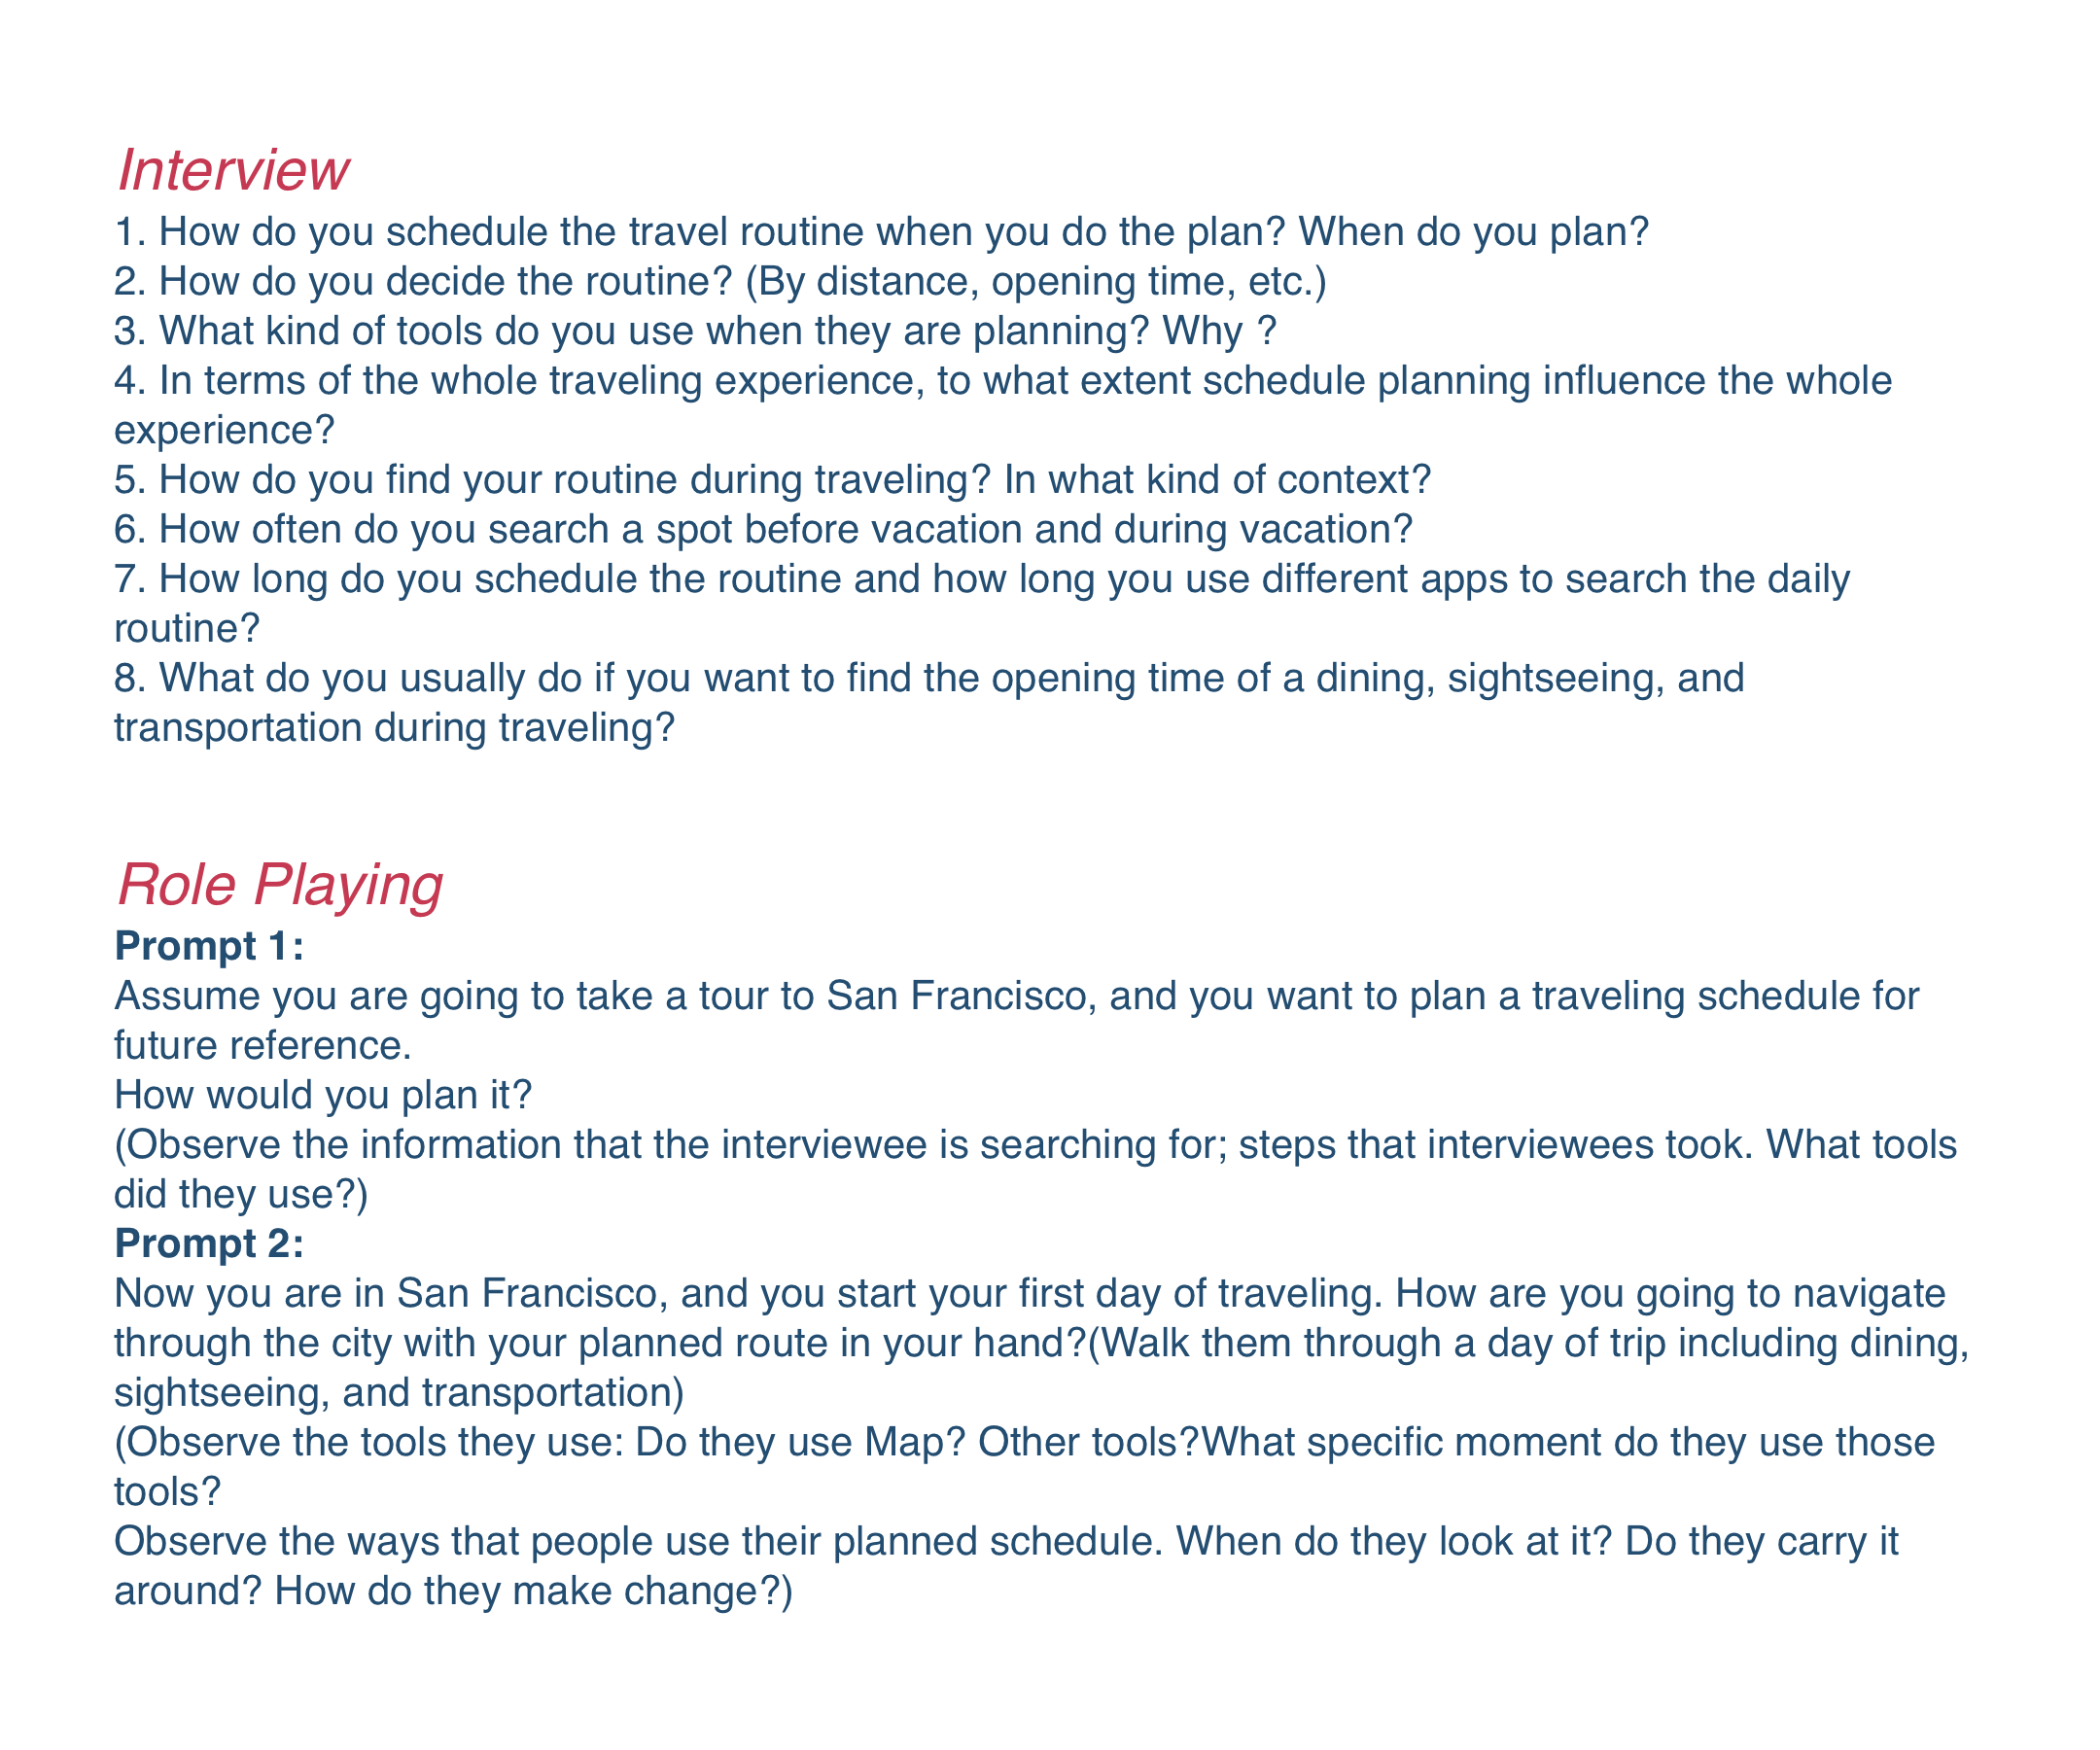 Interview
1. How do you schedule the travel routine when you do the plan? When do you plan?
2. How do you decide the routine? (By distance, opening time, etc.)
3. What kind of tools do you use when they are planning? Why ?
4. In terms of the whole traveling experience, to what extent schedule planning influence the whole
experience?
5. How do you find your routine during traveling? In what kind of context?
6. How often do you search a spot before vacation and during vacation?
7. How long do you schedule the routine and how long you use different apps to search the daily
routine?
8. What do you usually do if you want to find the opening time of a dining, sightseeing, and
transportation during traveling?
Role Playing
Prompt 1:
Assume you are going to take a tour to San Francisco, and you want to plan a traveling schedule for
future reference.
How would you plan it?
(Observe the information that the interviewee is searching for; steps that interviewees took. What tools
did they use?)
Prompt 2:
Now you are in San Francisco, and you start your first day of traveling. How are you going to navigate
through the city with your planned route in your hand?(Walk them through a day of trip including dining,
sightseeing, and transportation)
(Observe the tools they use: Do they use Map? Other tools?What specific moment do they use those
tools?
Observe the ways that people use their planned schedule. When do they look at it? Do they carry it
around? How do they make change?)